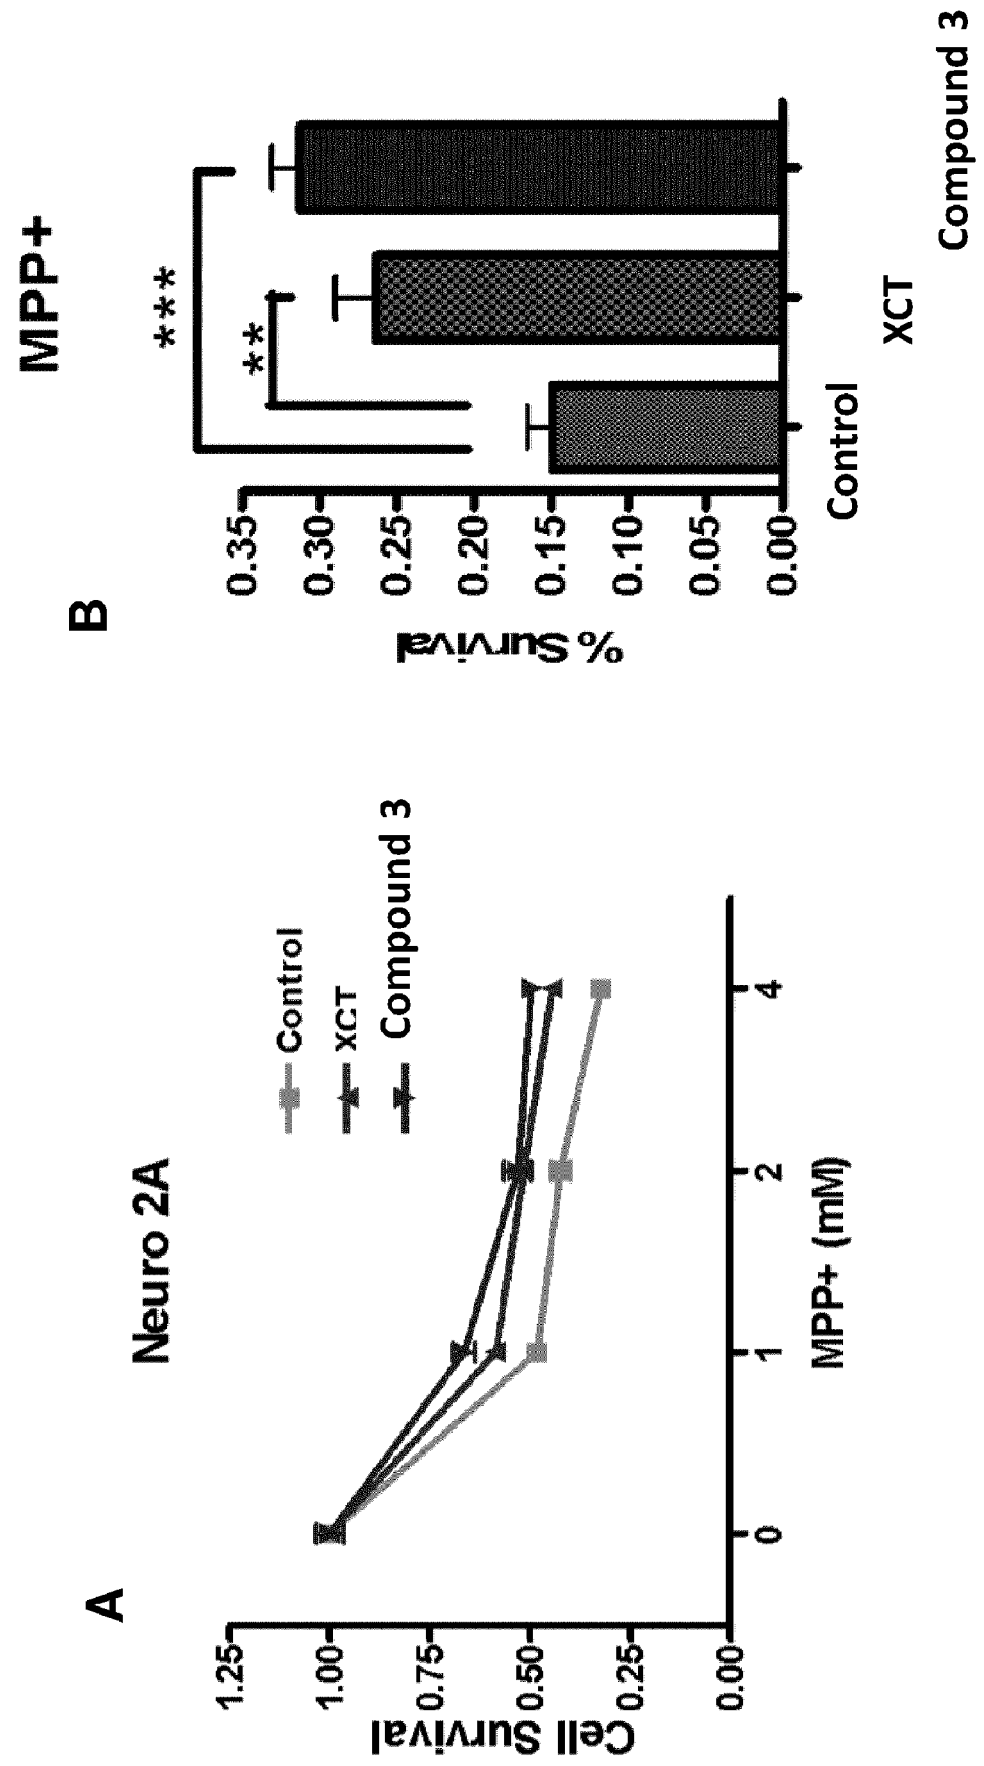 A
Neuro 2A
Control
XCT
Compound 3
Cell Survival
1.25
1.00
0.75
0.50
0.25
0.00
0 1 2 4
MPP+ (mM)
B
MPP+
***
**
% Survival
0.35
0.30
0.25
0.20
0.15
0.10
0.05
0.00
Control
XCT
Compound 3